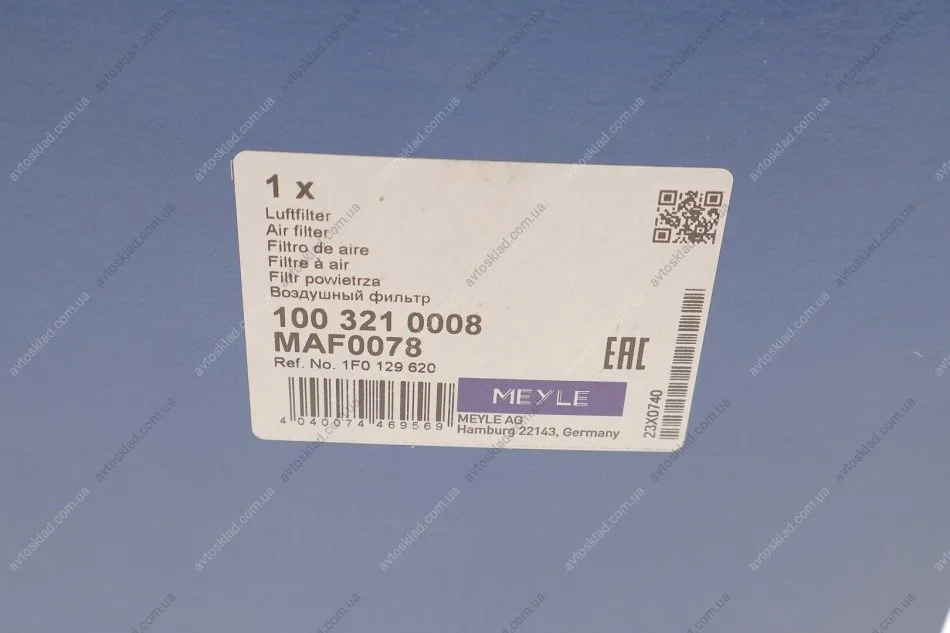 1 x
Luftfilter
Air filter
Filtro de aire
Filtre à air
Filtr powietrza
Воздушный фильтр
100 321 0008
MAF0078
Ref. No. 1F0 129 620
4 040074 469569
MEYLE
MEYLE AG
Hamburg 22143, Germany
EAC
23X0740
avtosklad.com.ua